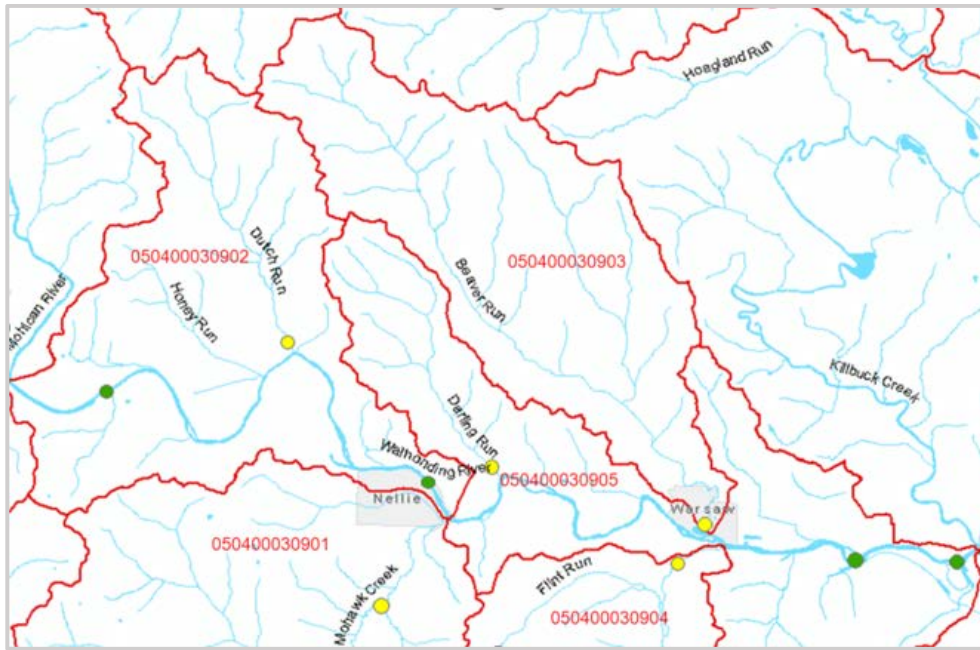 Hoagland Run
Dutch Run
050400030902
Beaver Run
050400030903
Mohican River
Honey Run
Killbuck Creek
Darling Run
Walhonding River
050400030905
Nellie
Warsaw
050400030901
Flint Run
Mohawk Creek
050400030904